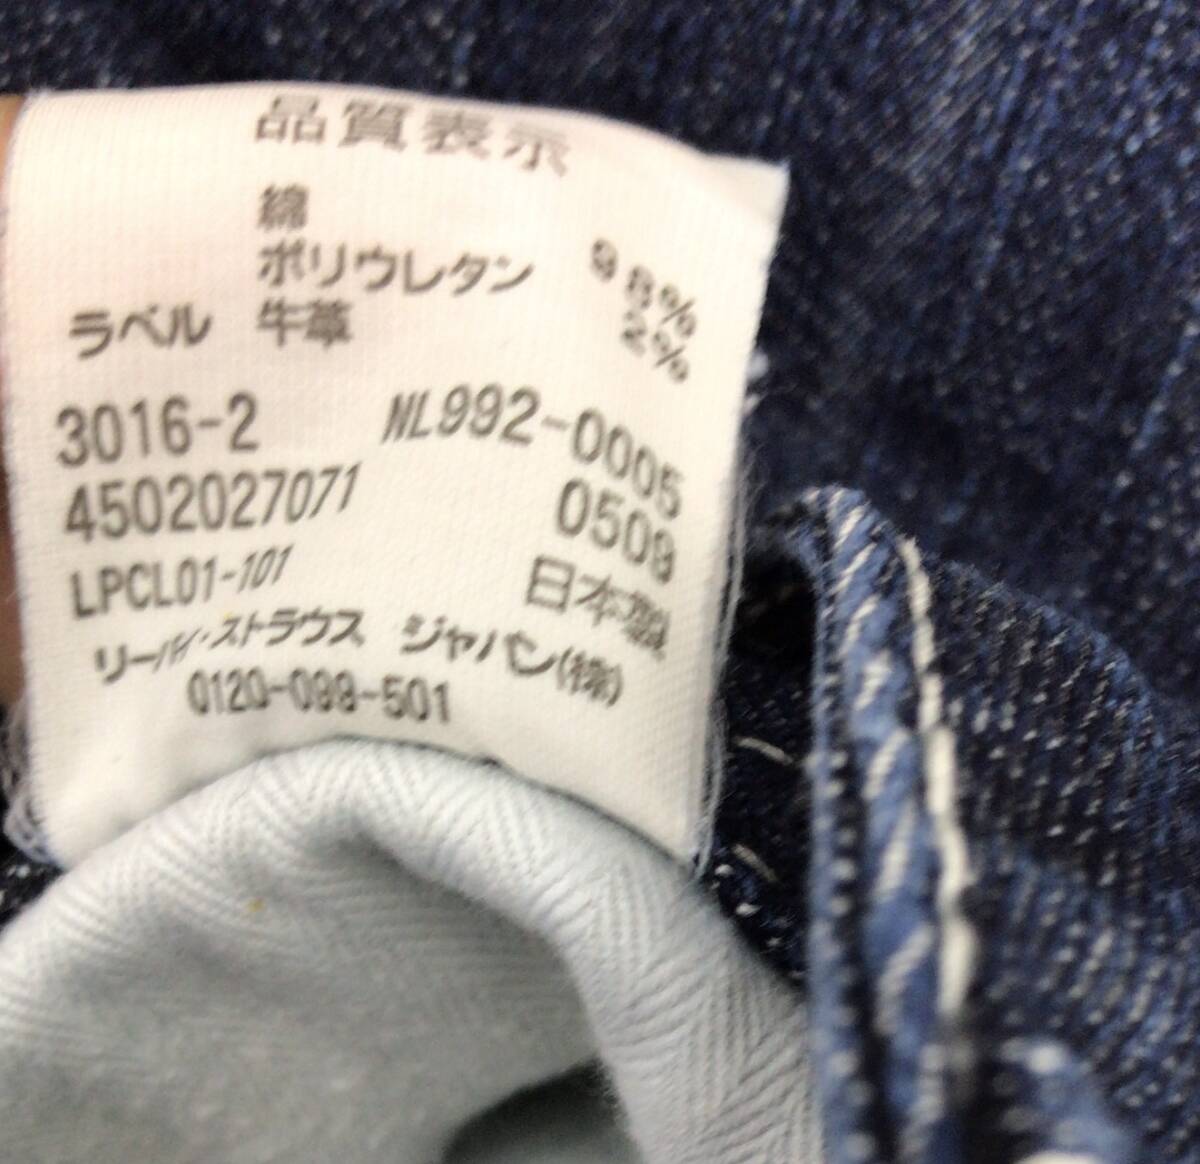 品質表示
綿 98%
ポリウレタン 2%
ラベル 牛革
3016-2 NL992-0005
4502027071 0509
LPCL01-101 日本製
リーバイ・ストラウス ジャパン(株)
0120-099-501